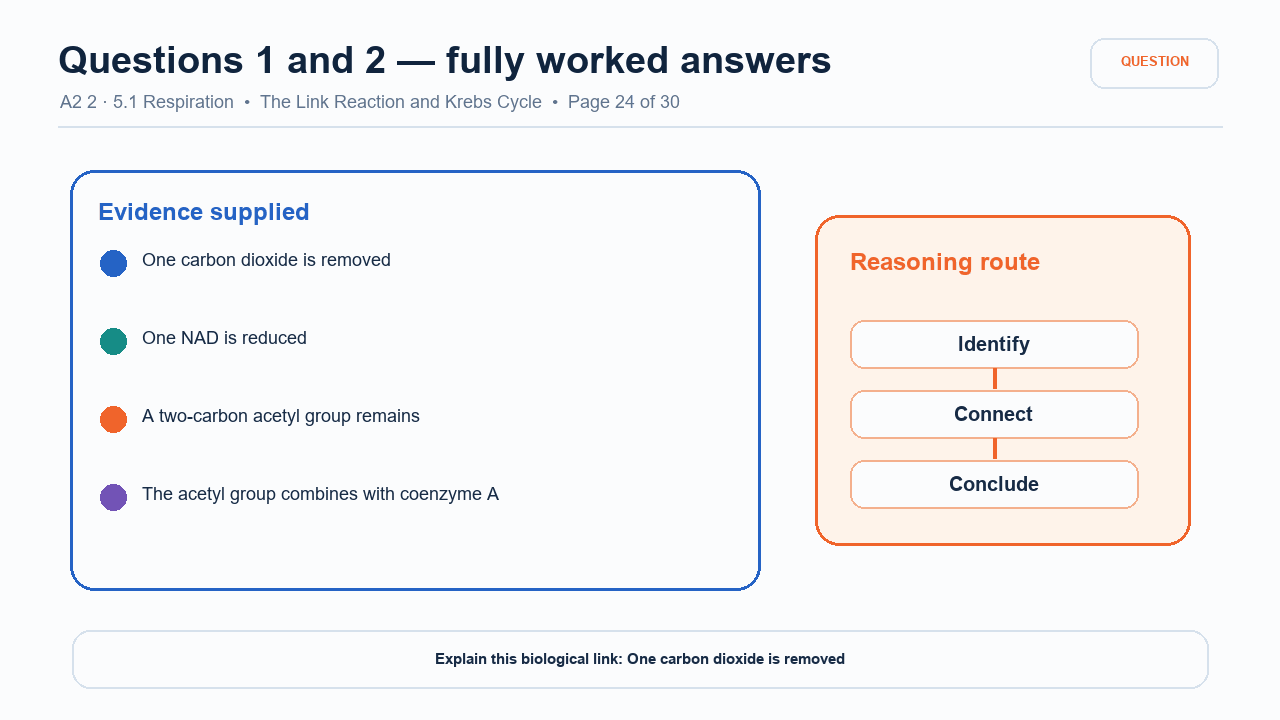 Questions 1 and 2 — fully worked answers
QUESTION
A2 2 · 5.1 Respiration • The Link Reaction and Krebs Cycle • Page 24 of 30
Evidence supplied
One carbon dioxide is removed
One NAD is reduced
A two-carbon acetyl group remains
The acetyl group combines with coenzyme A
Reasoning route
Identify
Connect
Conclude
Explain this biological link: One carbon dioxide is removed